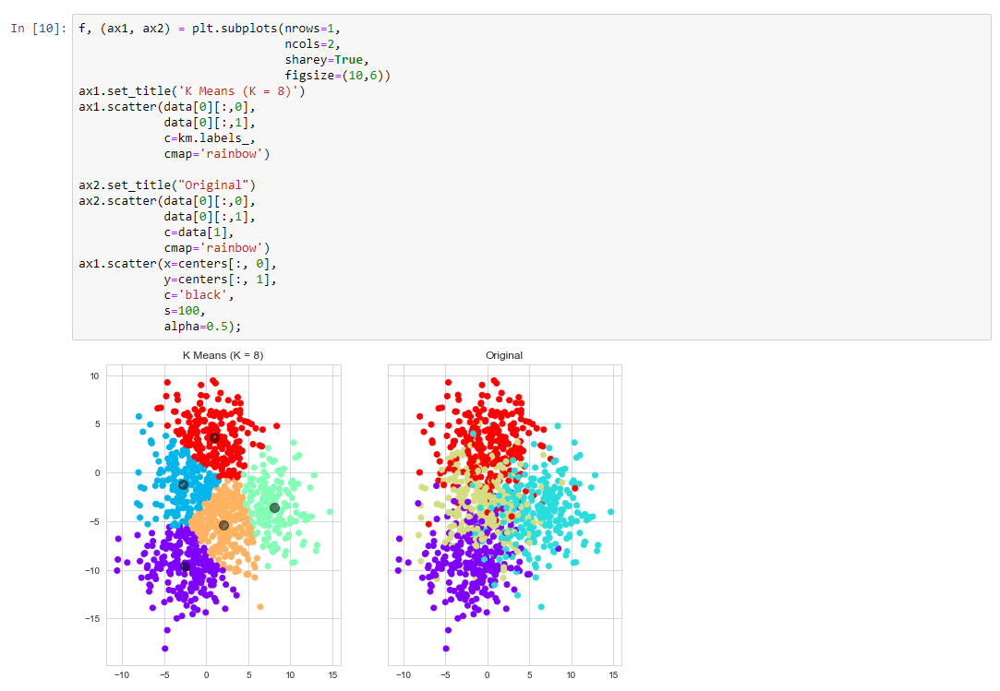 In [10]: f, (ax1, ax2) = plt.subplots(nrows=1,
ncols=2,
sharey=True,
figsize=(10,6))
ax1.set_title('K Means (K = 8)')
ax1.scatter(data[0][:,0],
data[0][:,1],
c=km.labels_,
cmap='rainbow')
ax2.set_title("Original")
ax2.scatter(data[0][:,0],
data[0][:,1],
c=data[1],
cmap='rainbow')
ax1.scatter(x=centers[:, 0],
y=centers[:, 1],
c='black',
s=100,
alpha=0.5);
K Means (K = 8)
10
5
0
−5
−10
−15
−10 −5 0 5 10 15
Original
−10 −5 0 5 10 15